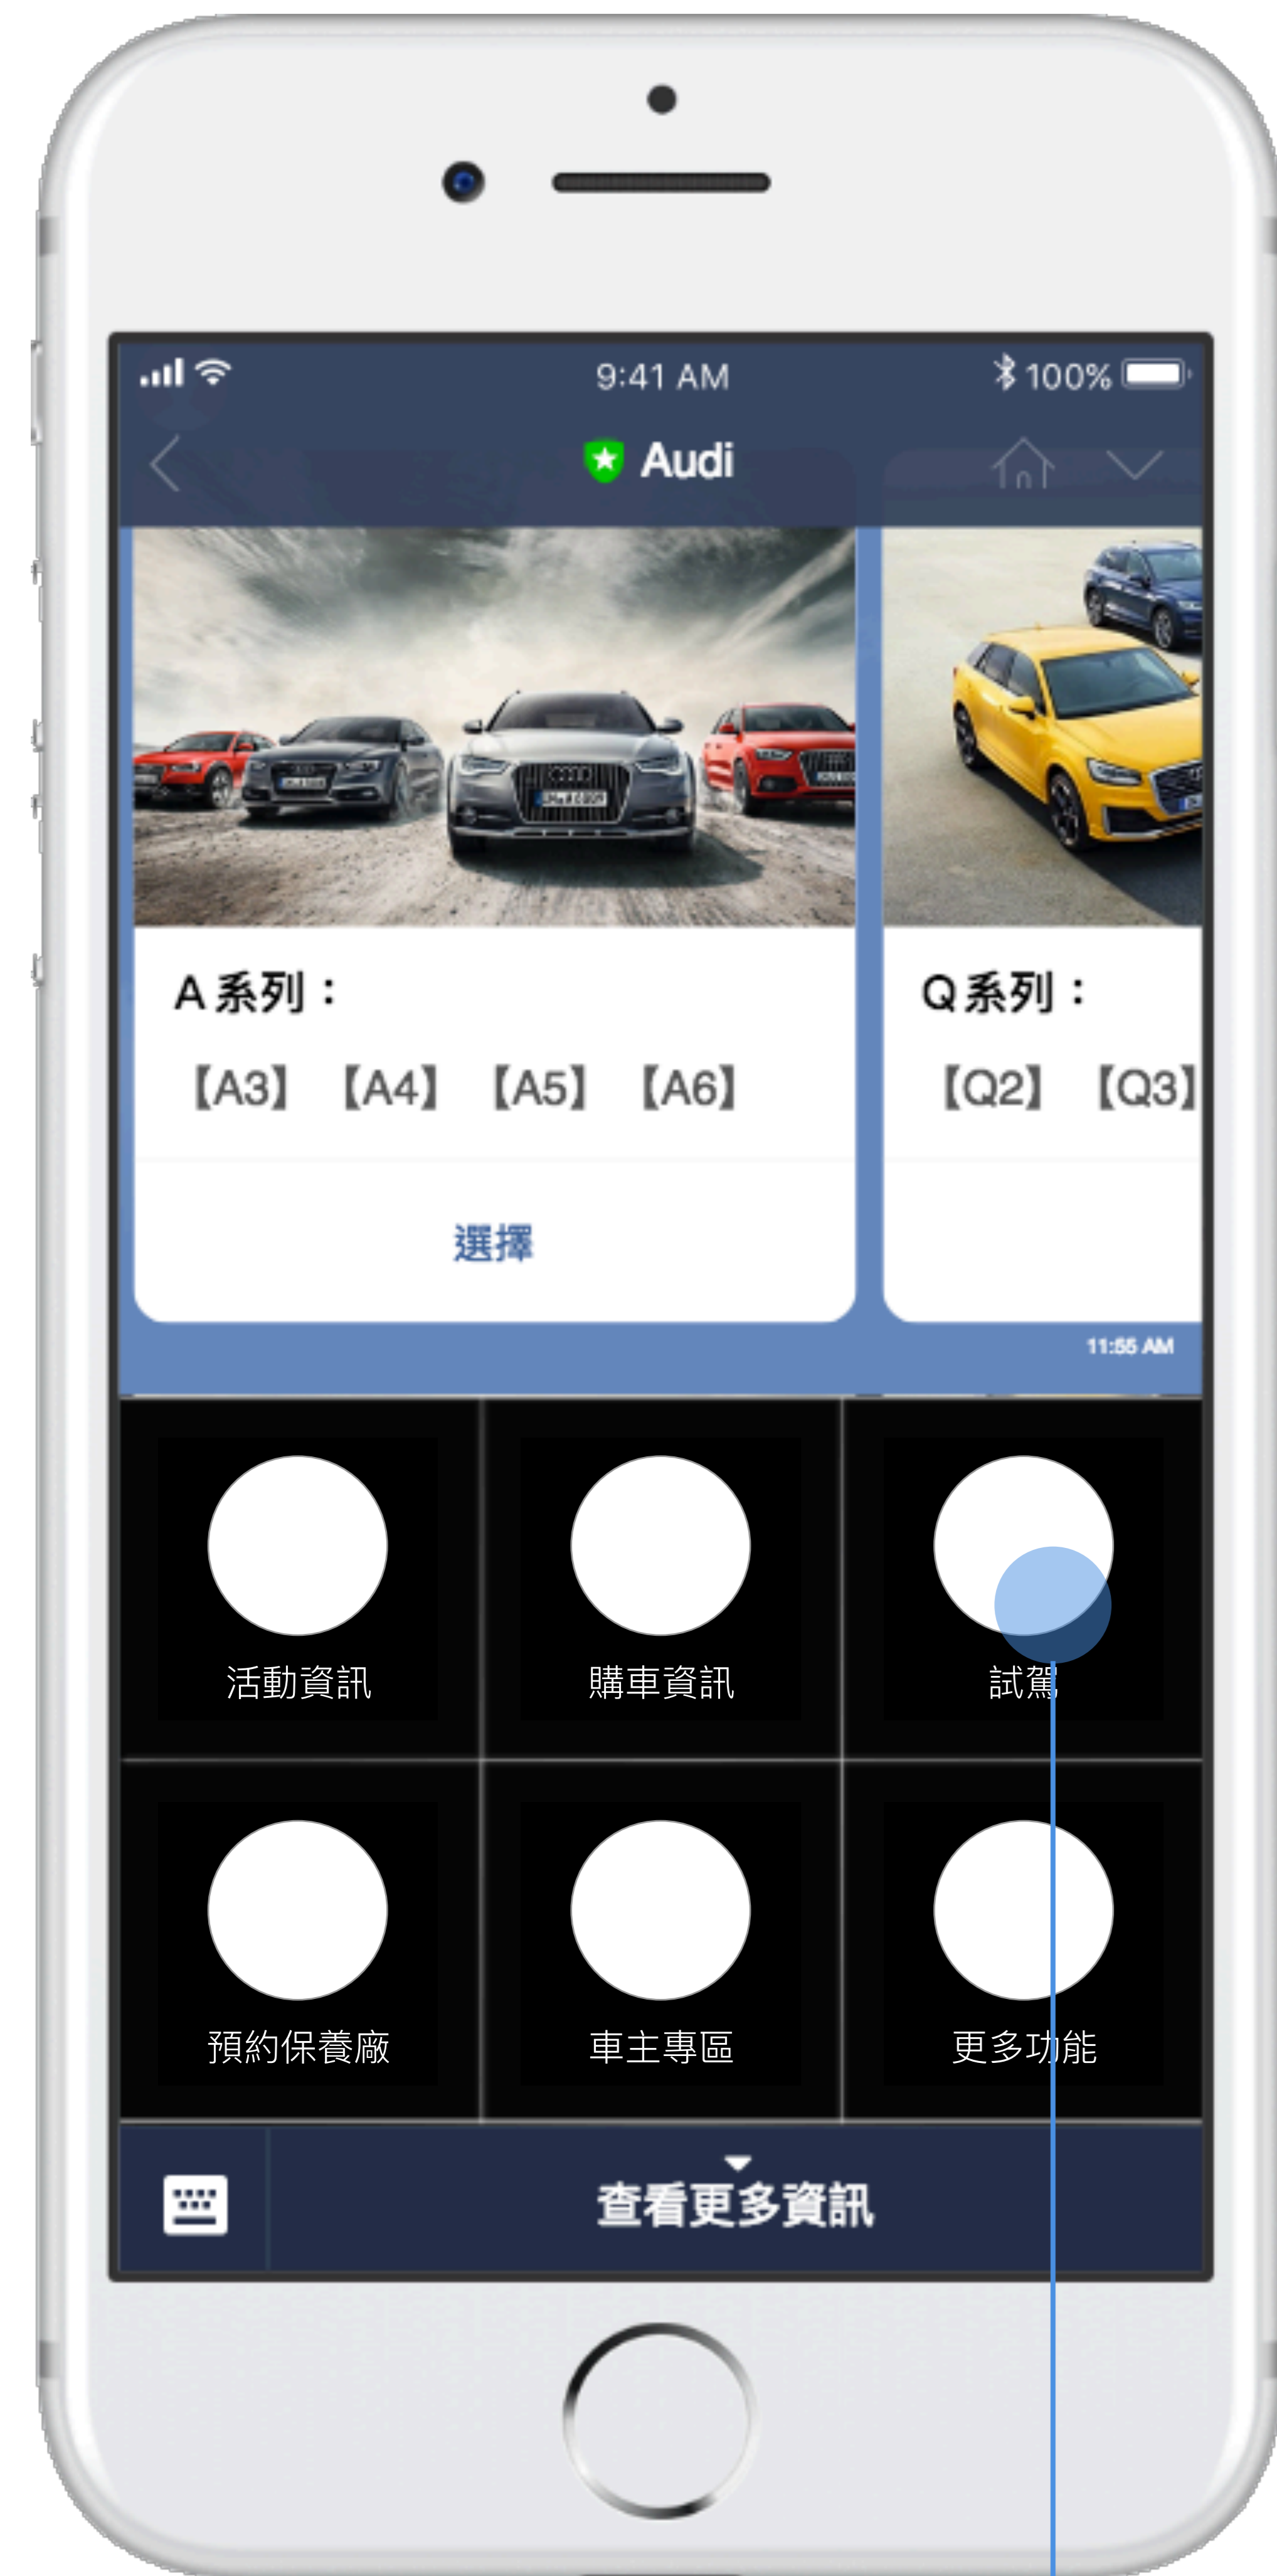 9:41 AM
100%
Audi
A 系列：
【A3】 【A4】 【A5】 【A6】
選擇
Q 系列：
【Q2】 【Q3】
11:55 AM
活動資訊
購車資訊
試駕
預約保養廠
車主專區
更多功能
查看更多資訊